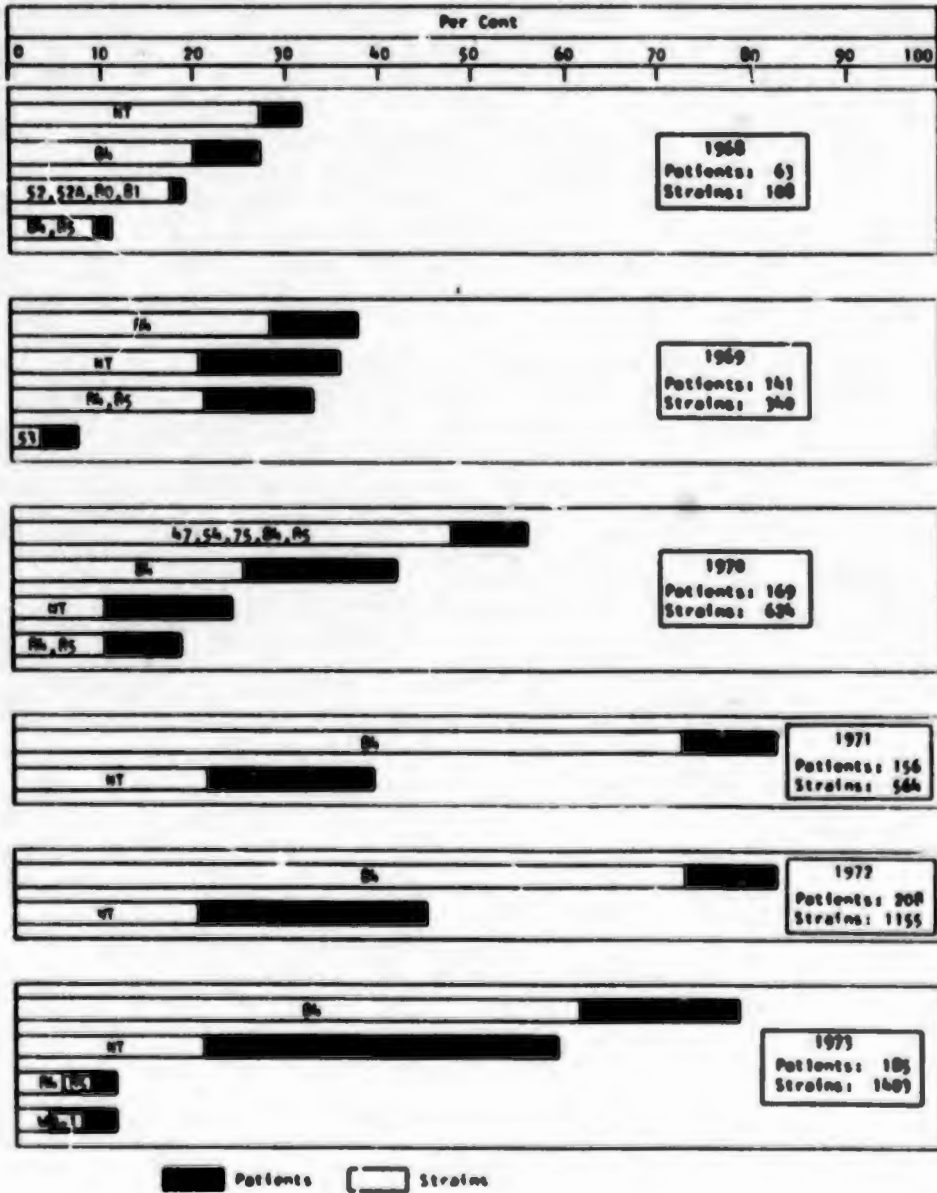 Per Cent
0 10 20 30 40 50 60 70 80 90 100
NT
84
52,52A,80,81
84,85
1968
Patients: 63
Strains: 188
84
NT
84,85
53
1969
Patients: 141
Strains: 340
47,54,75,84,85
84
NT
84,85
1970
Patients: 169
Strains: 624
84
NT
1971
Patients: 156
Strains: 564
84
NT
1972
Patients: 208
Strains: 1155
84
NT
1973
Patients: 185
Strains:
Patients Strains